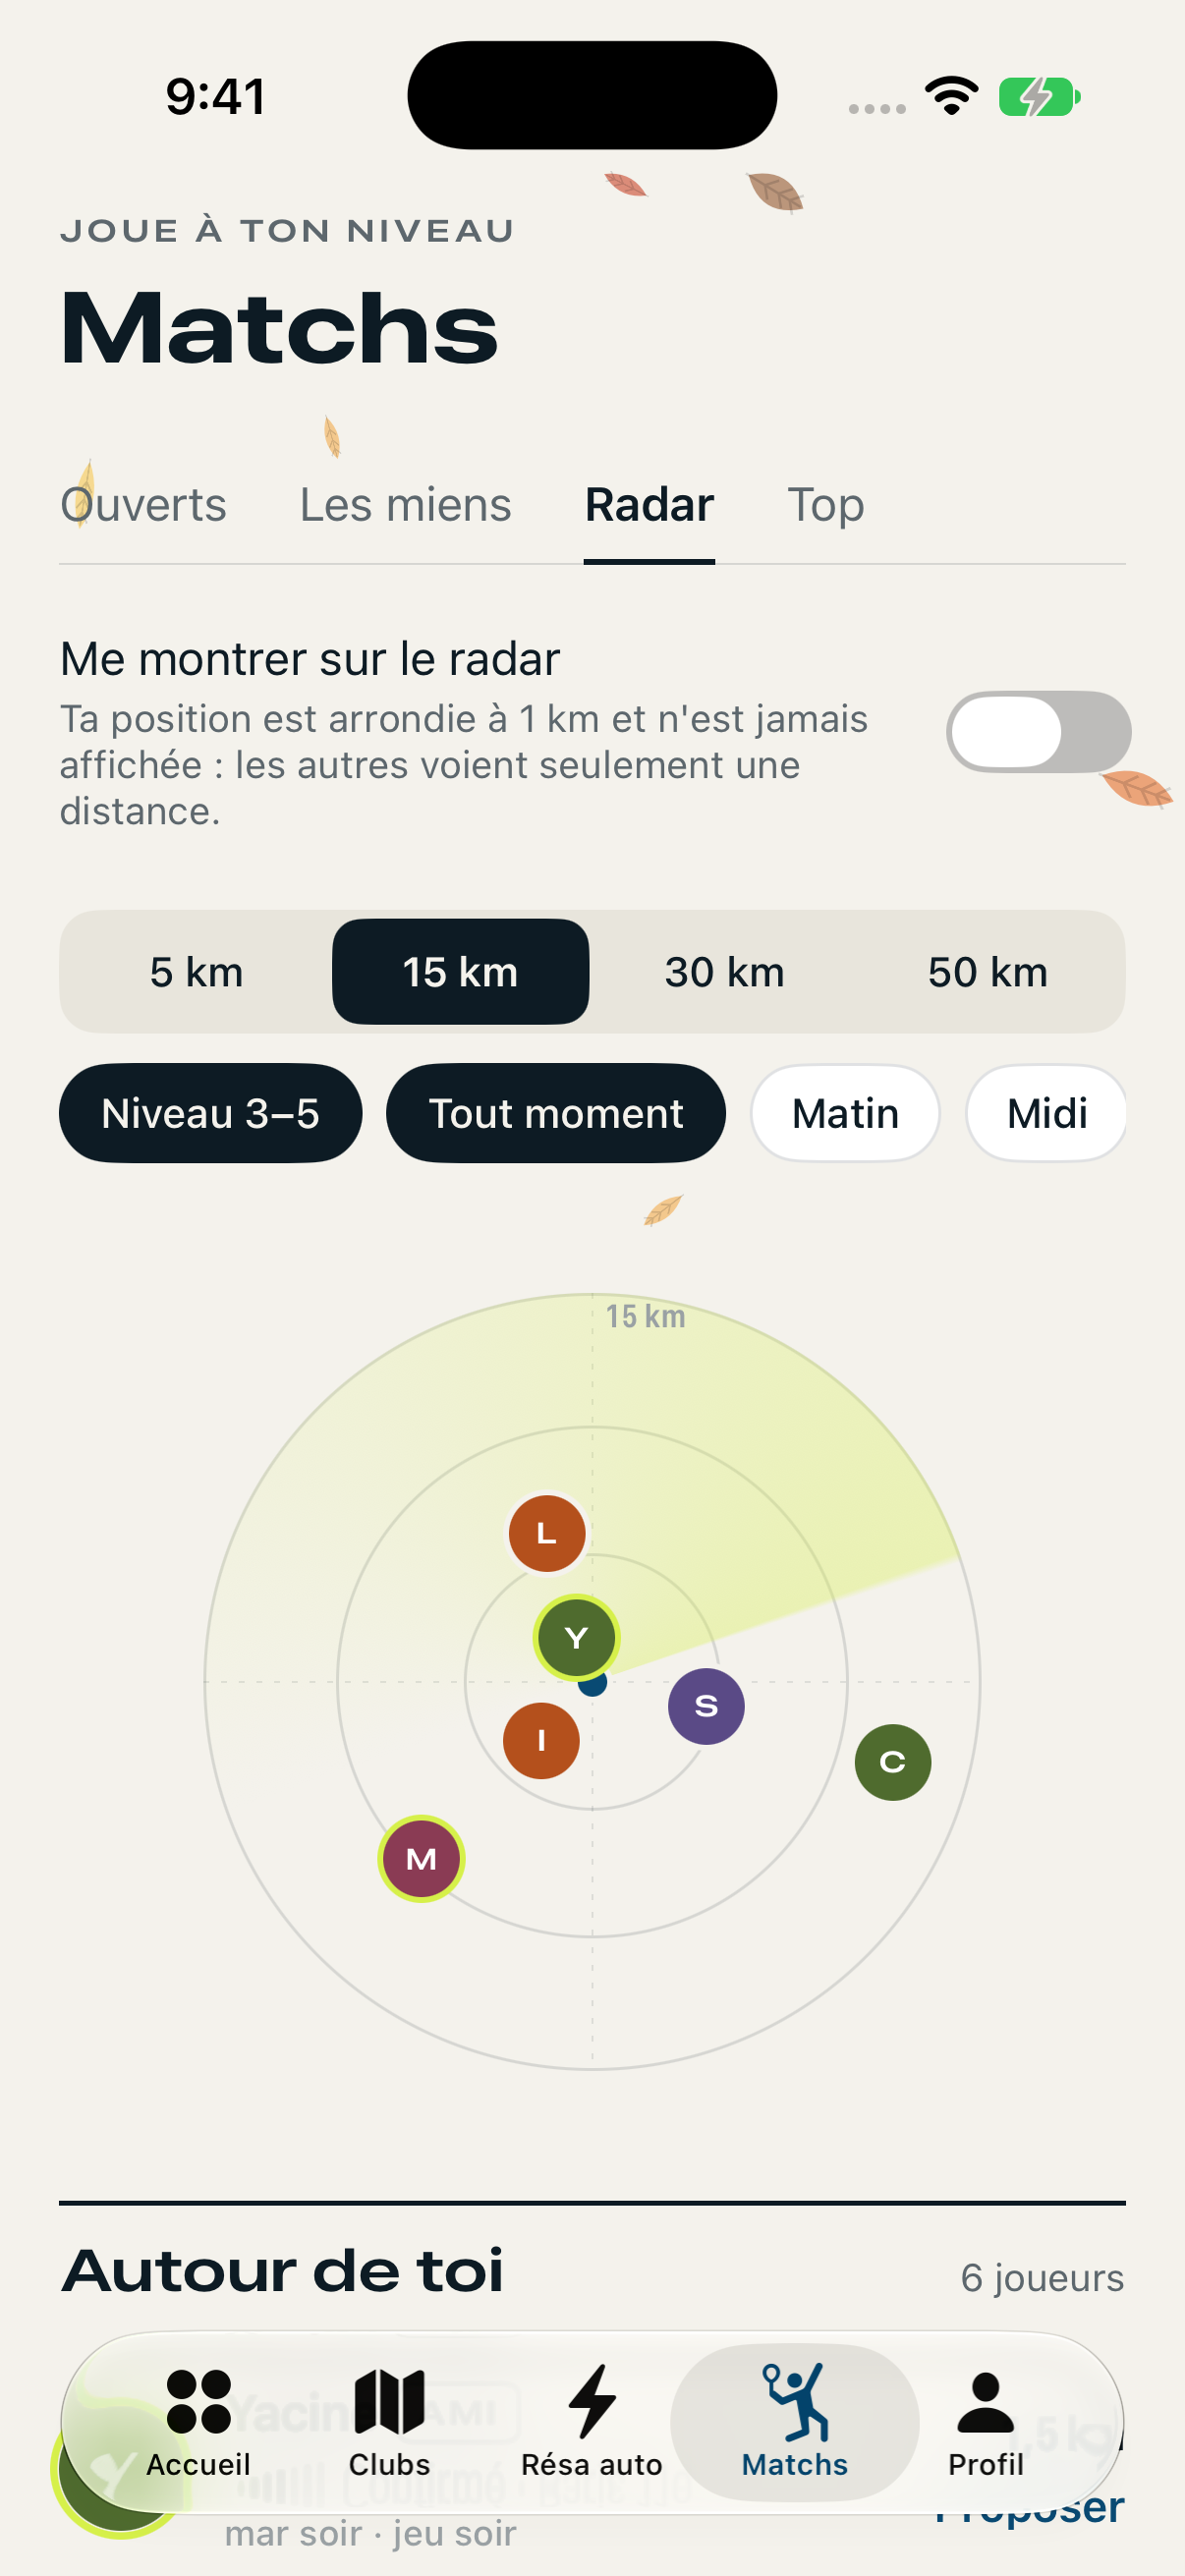 9:41
JOUE À TON NIVEAU
Matchs
Ouverts Les miens Radar Top
Me montrer sur le radar
Ta position est arrondie à 1 km et n'est jamais
affichée : les autres voient seulement une
distance.
5 km 15 km 30 km 50 km
Niveau 3–5 Tout moment Matin Midi
15 km
L
Y
S
I
C
M
Autour de toi 6 joueurs
Accueil Clubs Résa auto Matchs Profil
Proposer
mar soir · jeu soir